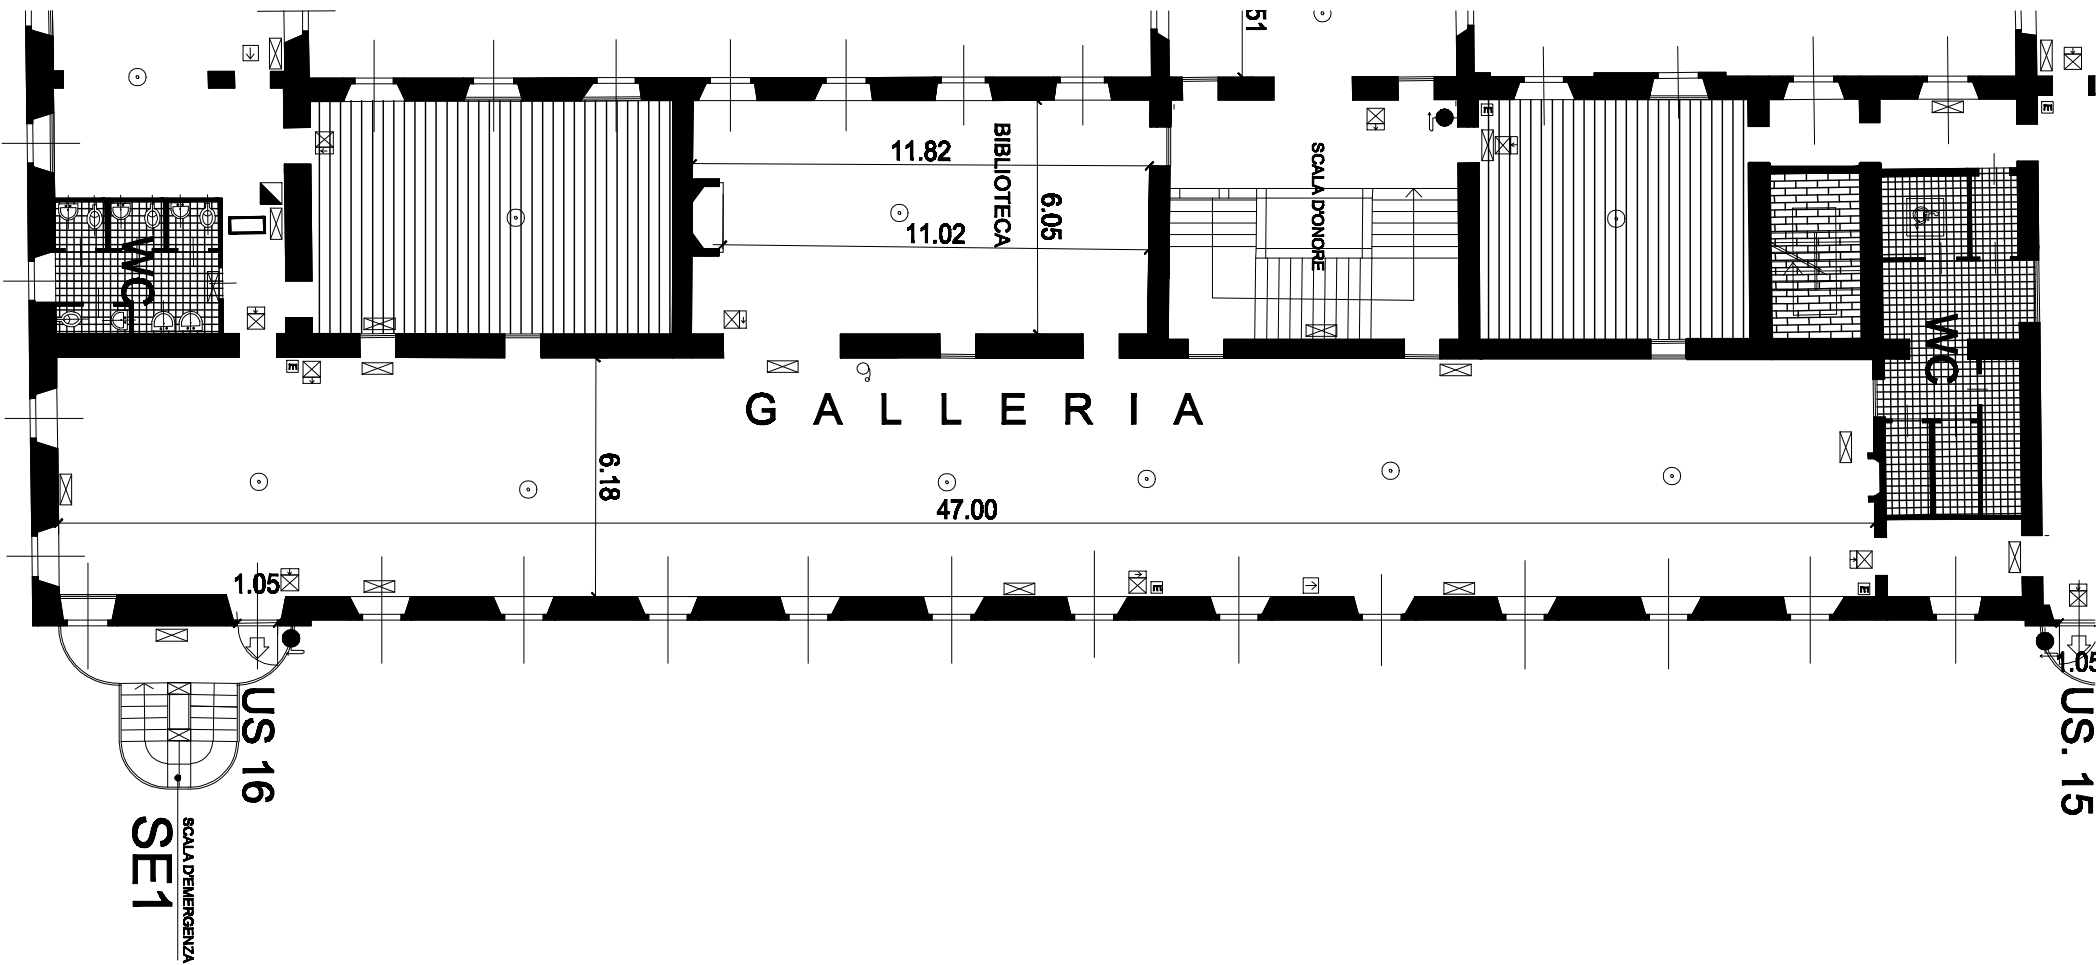 51
11.82
BIBLIOTECA
SCALA D'ONORE
6.05
11.02
WC
WC
E
E
E
GALLERIA
6.18
47.00
1.05
E
E
1.05
US 16
US. 15
SE1
SCALA D'EMERGENZA